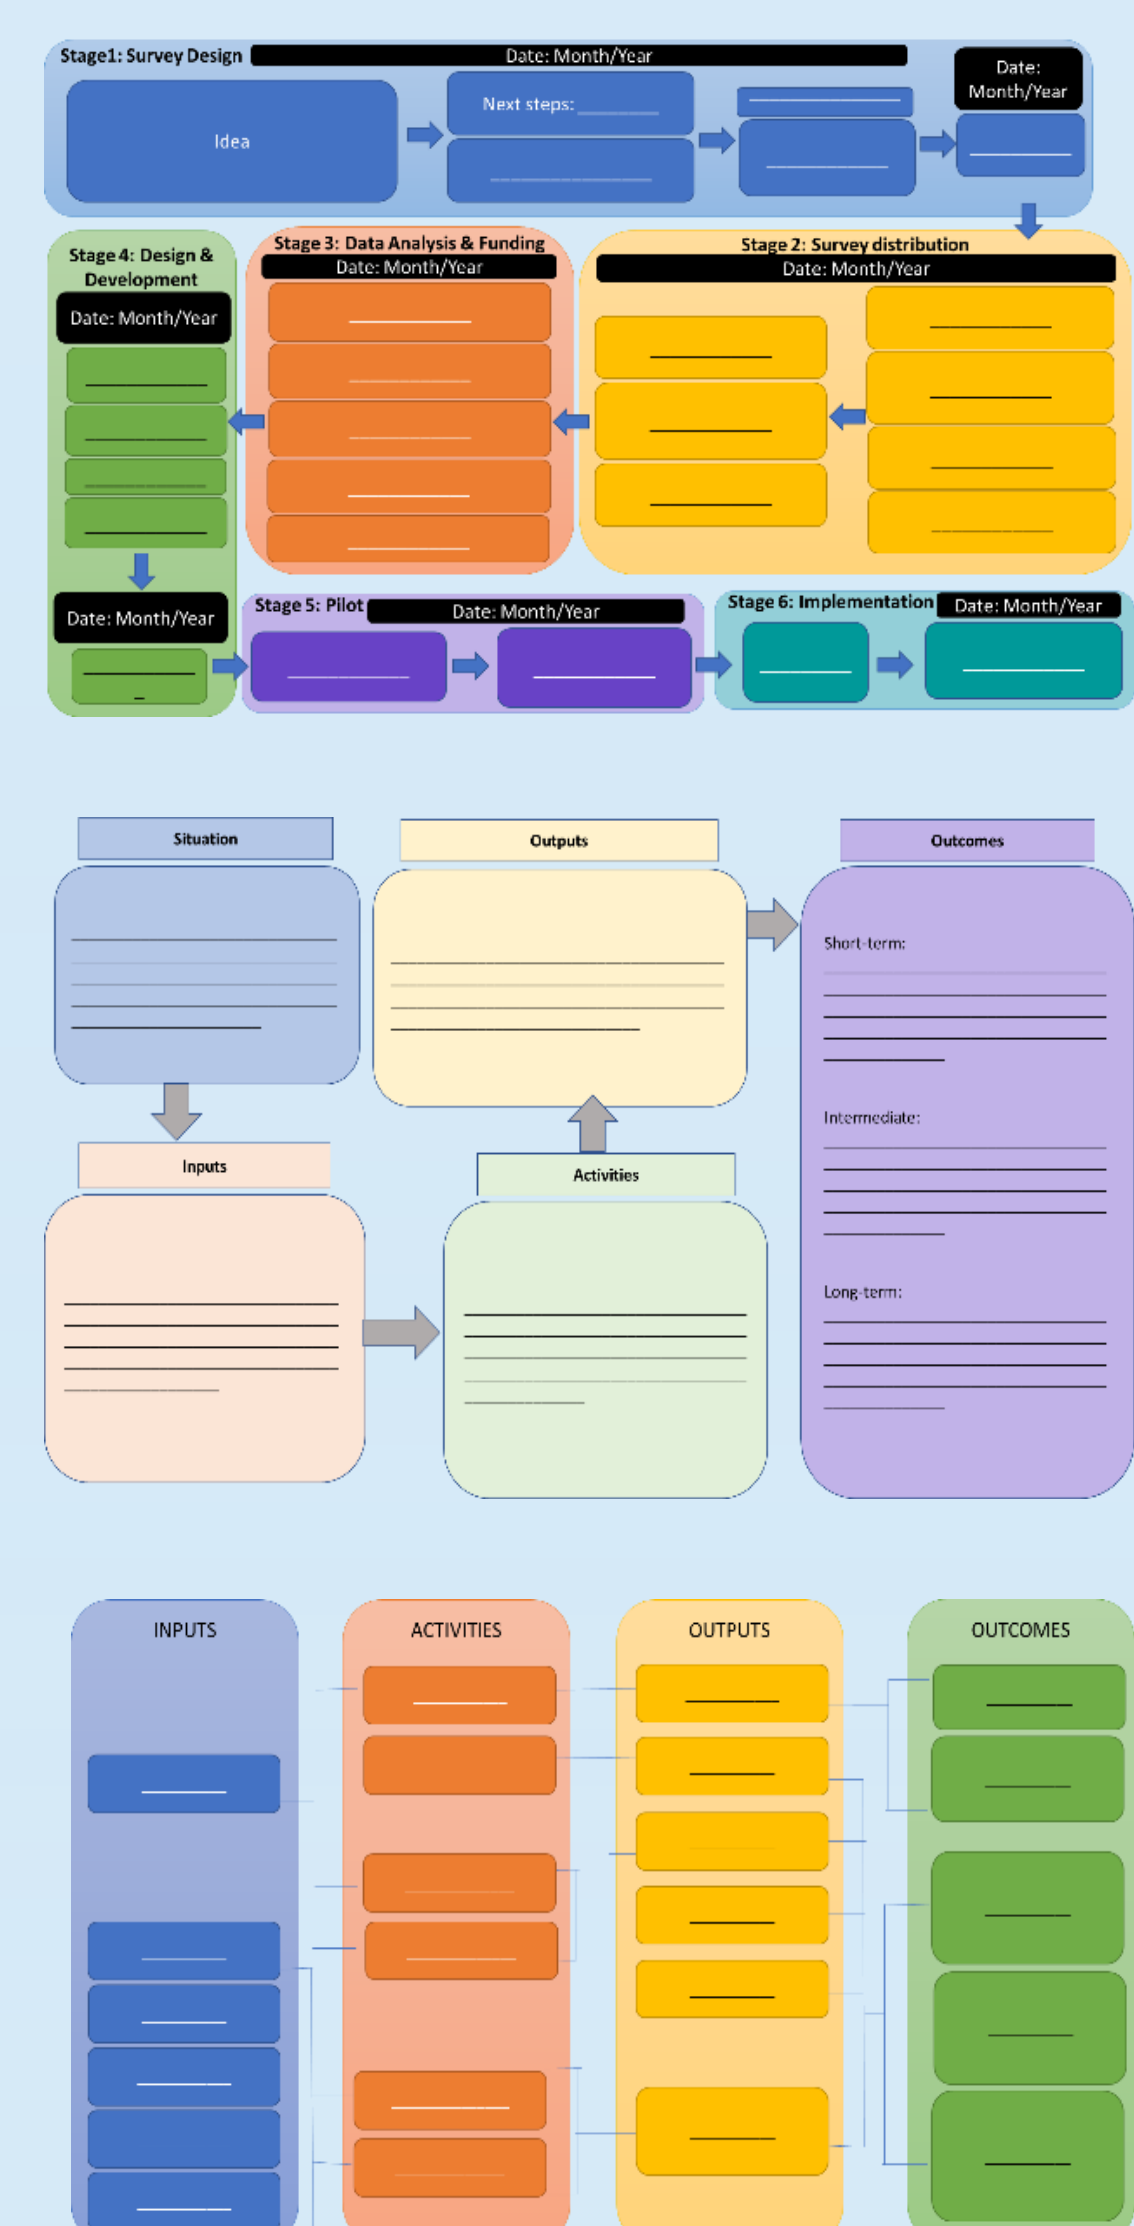 Stage1: Survey Design
Date: Month/Year
Date:
Month/Year
Idea
Next steps: ________
Stage 4: Design &
Development
Date: Month/Year
Stage 3: Data Analysis & Funding
Date: Month/Year
Stage 2: Survey distribution
Date: Month/Year
Date: Month/Year
Stage 5: Pilot
Date: Month/Year
Stage 6: Implementation
Date: Month/Year
Situation
Outputs
Outcomes
Short-term:
Intermediate:
Inputs
Activities
Long-term:
INPUTS
ACTIVITIES
OUTPUTS
OUTCOMES